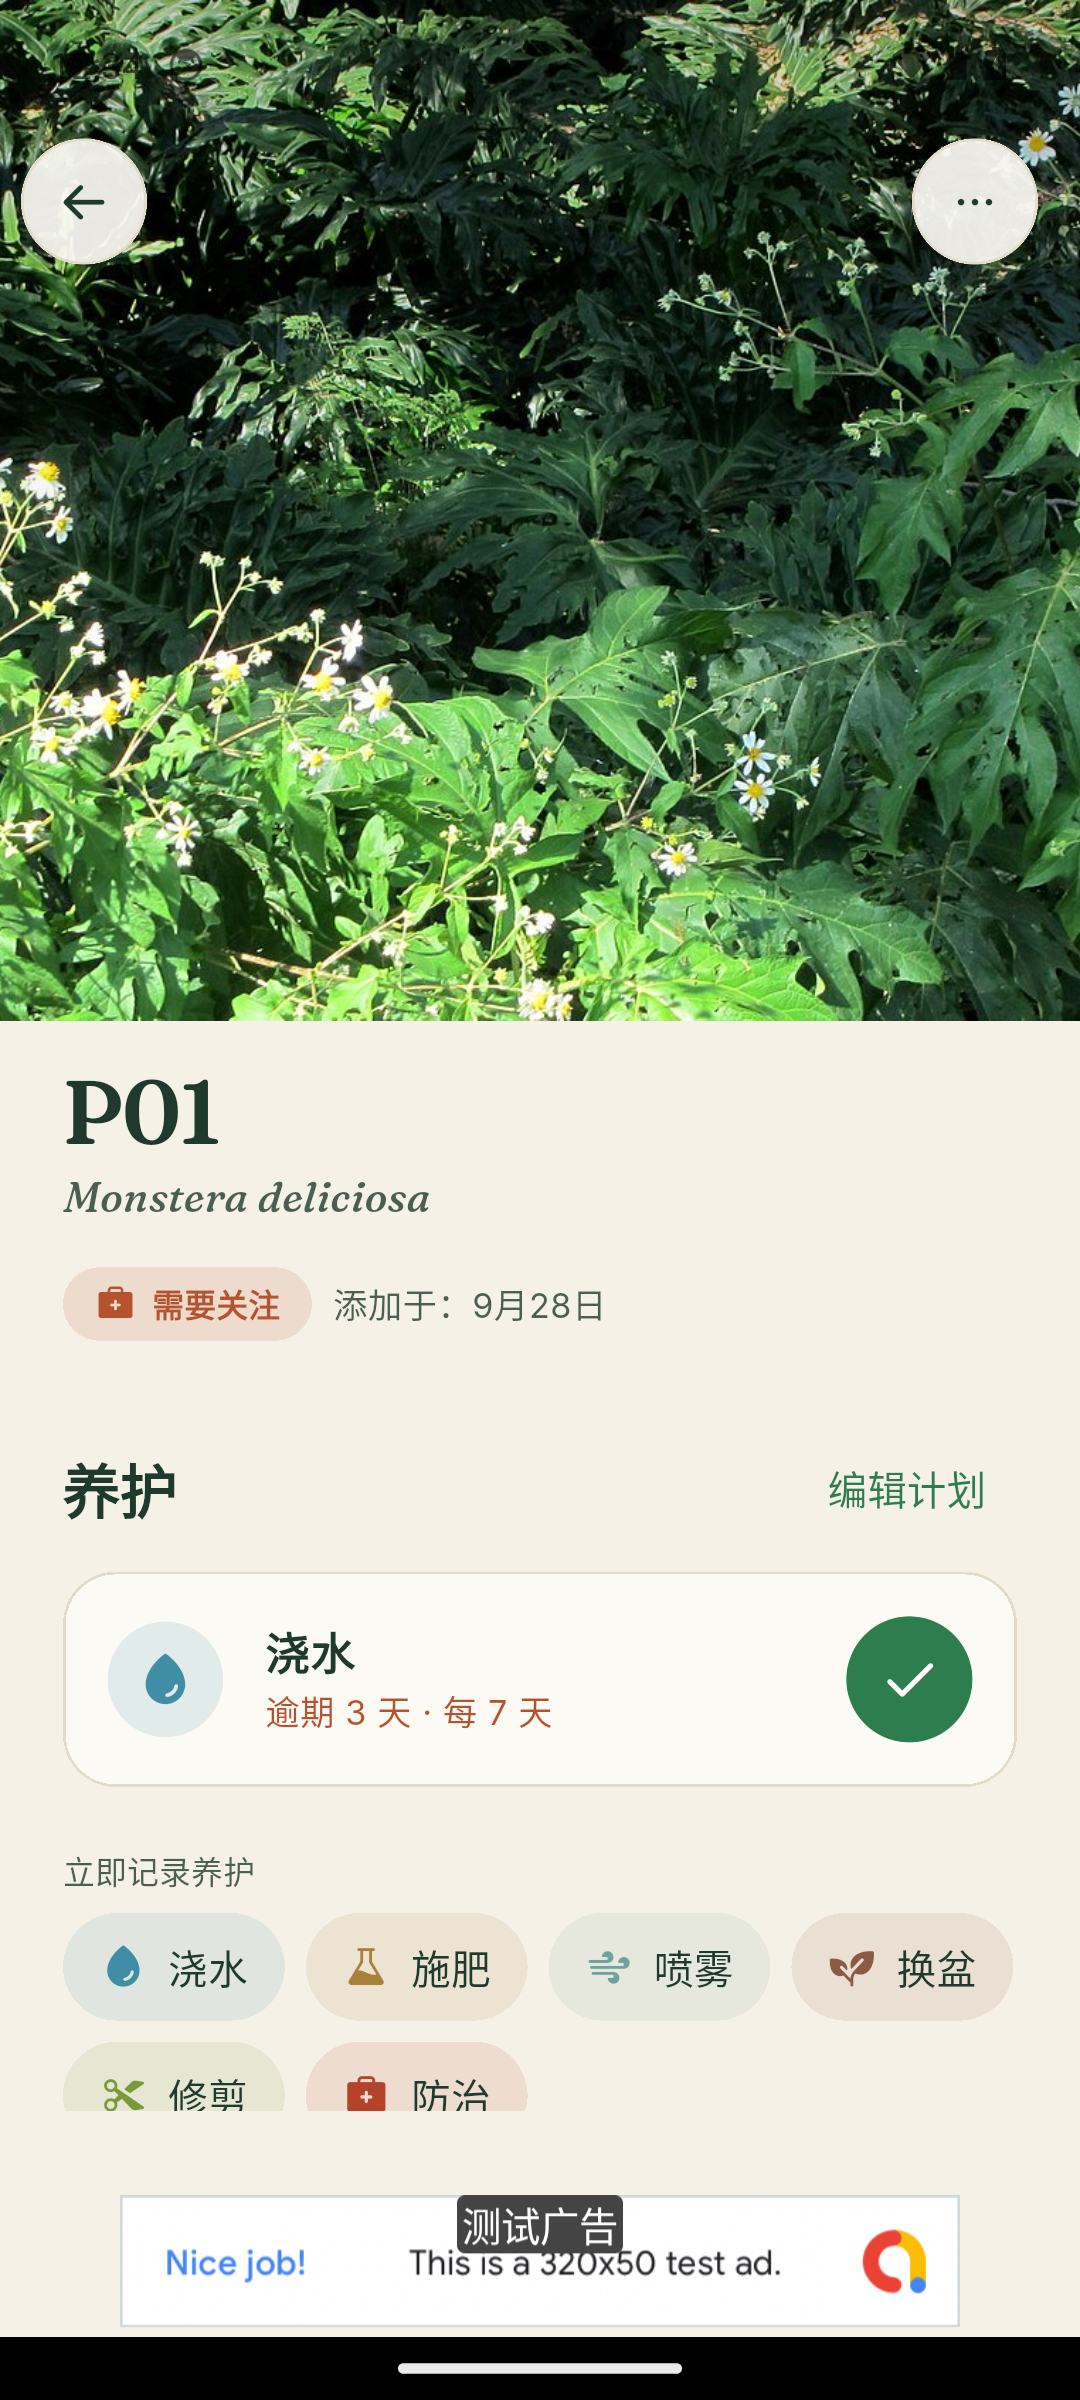 P01
Monstera deliciosa
需要关注 添加于：9月28日
养护 编辑计划
浇水
逾期 3 天 · 每 7 天
立即记录养护
浇水 施肥 喷雾 换盆
修剪 防治
测试广告
Nice job! This is a 320x50 test ad.